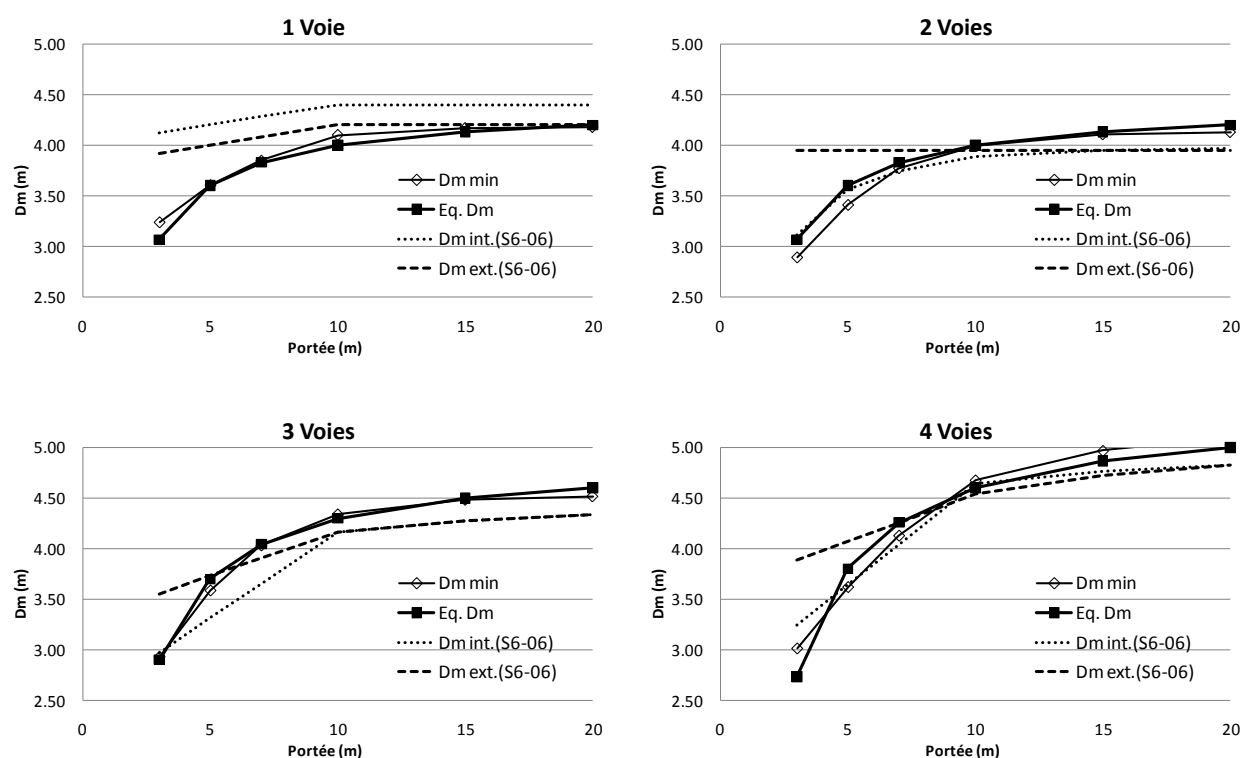 1 Voie
5.00
4.50
4.00
3.50
3.00
2.50
Dm (m)
0
5
10
15
20
Portée (m)
Dm min
Eq. Dm
Dm int.(S6-06)
Dm ext.(S6-06)
2 Voies
5.00
4.50
4.00
3.50
3.00
2.50
Dm (m)
0
5
10
15
20
Portée (m)
Dm min
Eq. Dm
Dm int.(S6-06)
Dm ext.(S6-06)
3 Voies
5.00
4.50
4.00
3.50
3.00
2.50
Dm (m)
0
5
10
15
20
Portée (m)
Dm min
Eq. Dm
Dm int.(S6-06)
Dm ext.(S6-06)
4 Voies
5.00
4.50
4.00
3.50
3.00
2.50
Dm (m)
0
5
10
15
20
Portée (m)
Dm min
Eq. Dm
Dm int.(S6-06)
Dm ext.(S6-06)